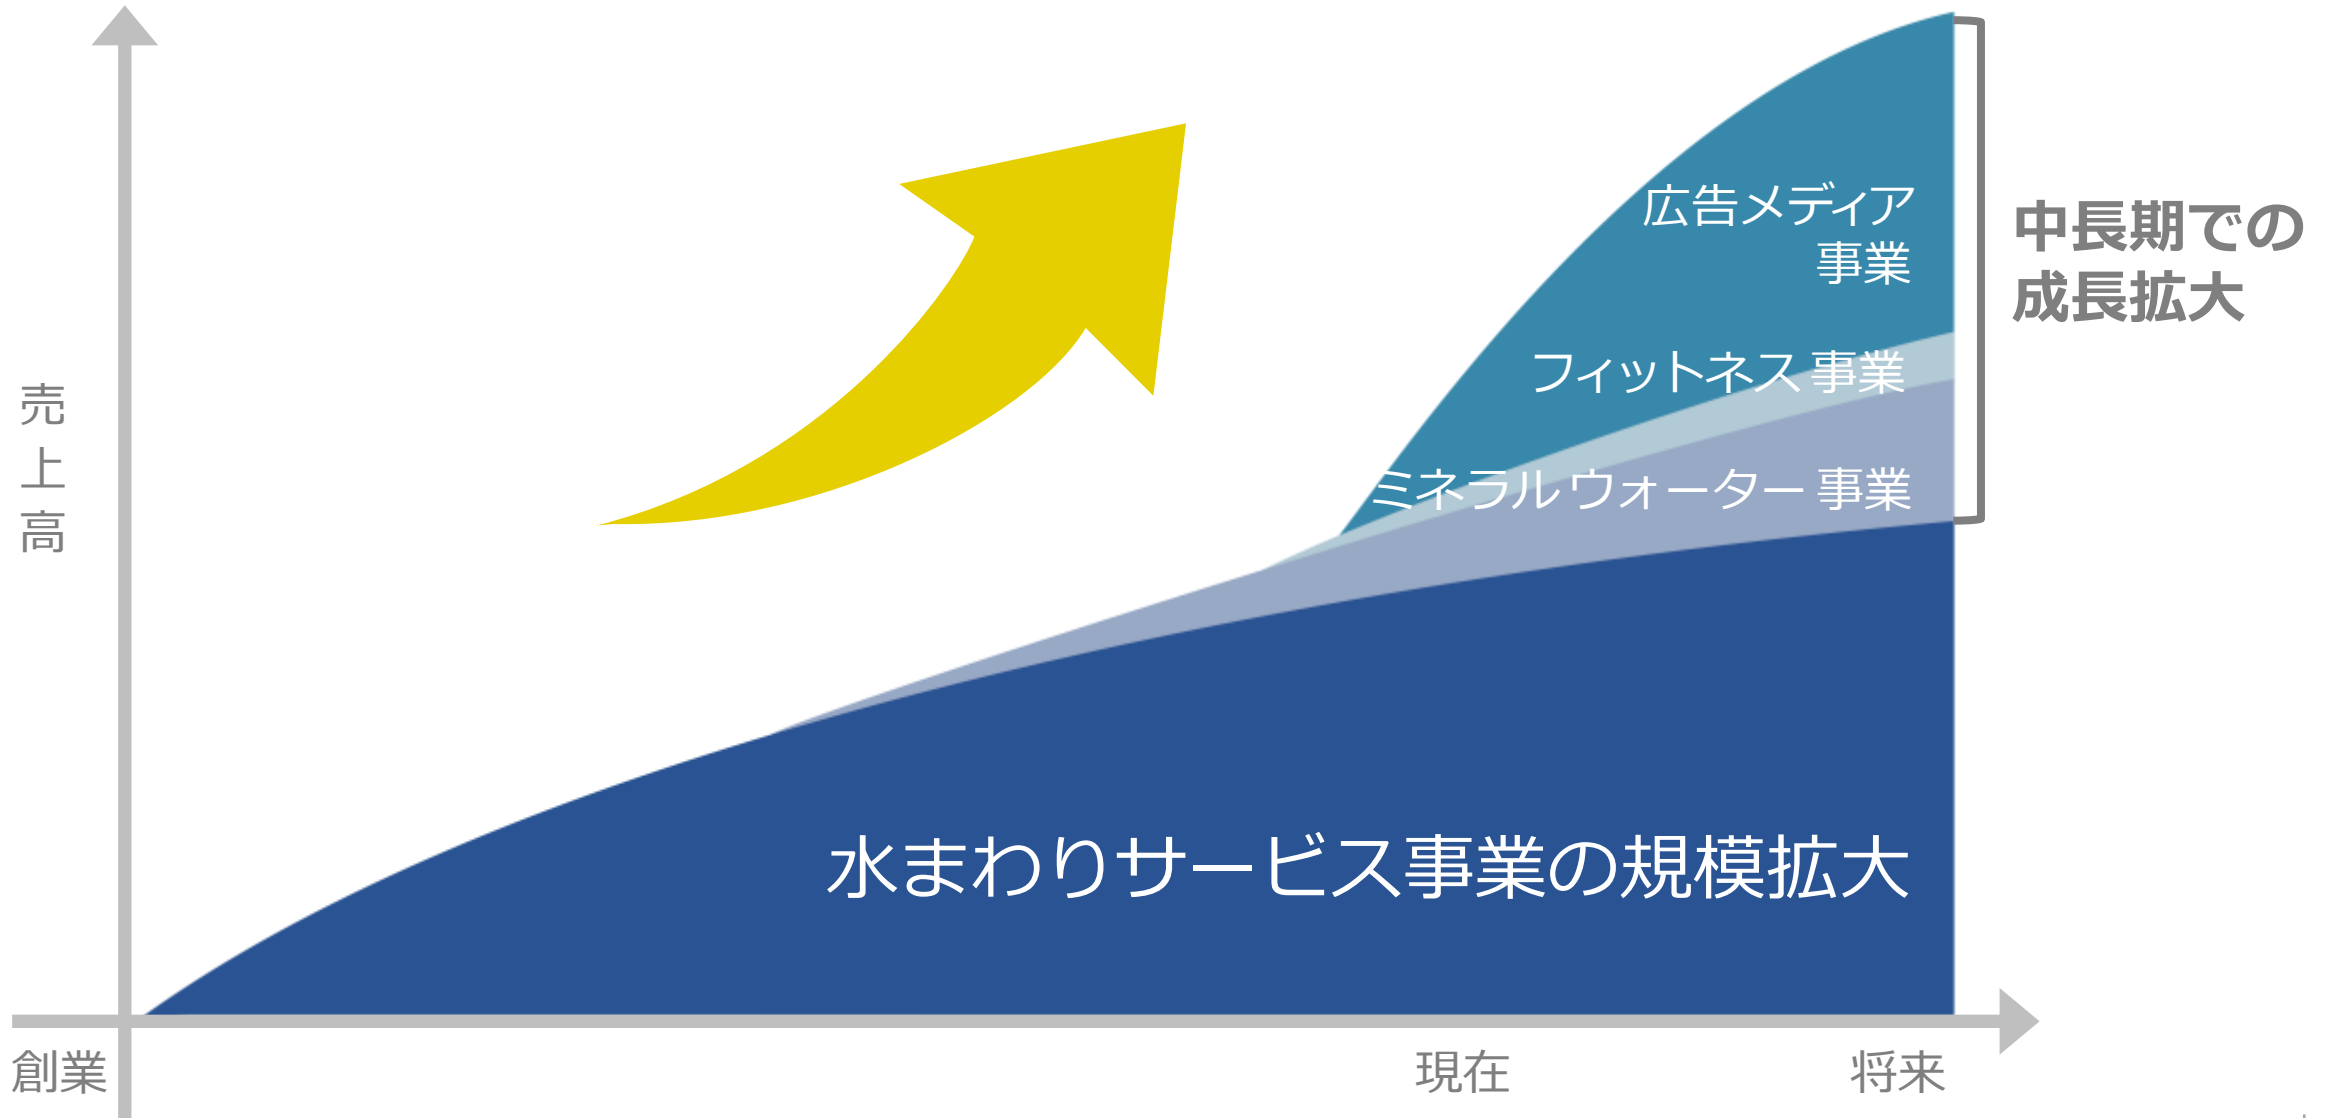 広告メディア
事業
中長期での
成長拡大
フィットネス 事業
売上高
ミネラルウォーター 事業
水まわりサービス事業の規模拡大
創業
現在
将来